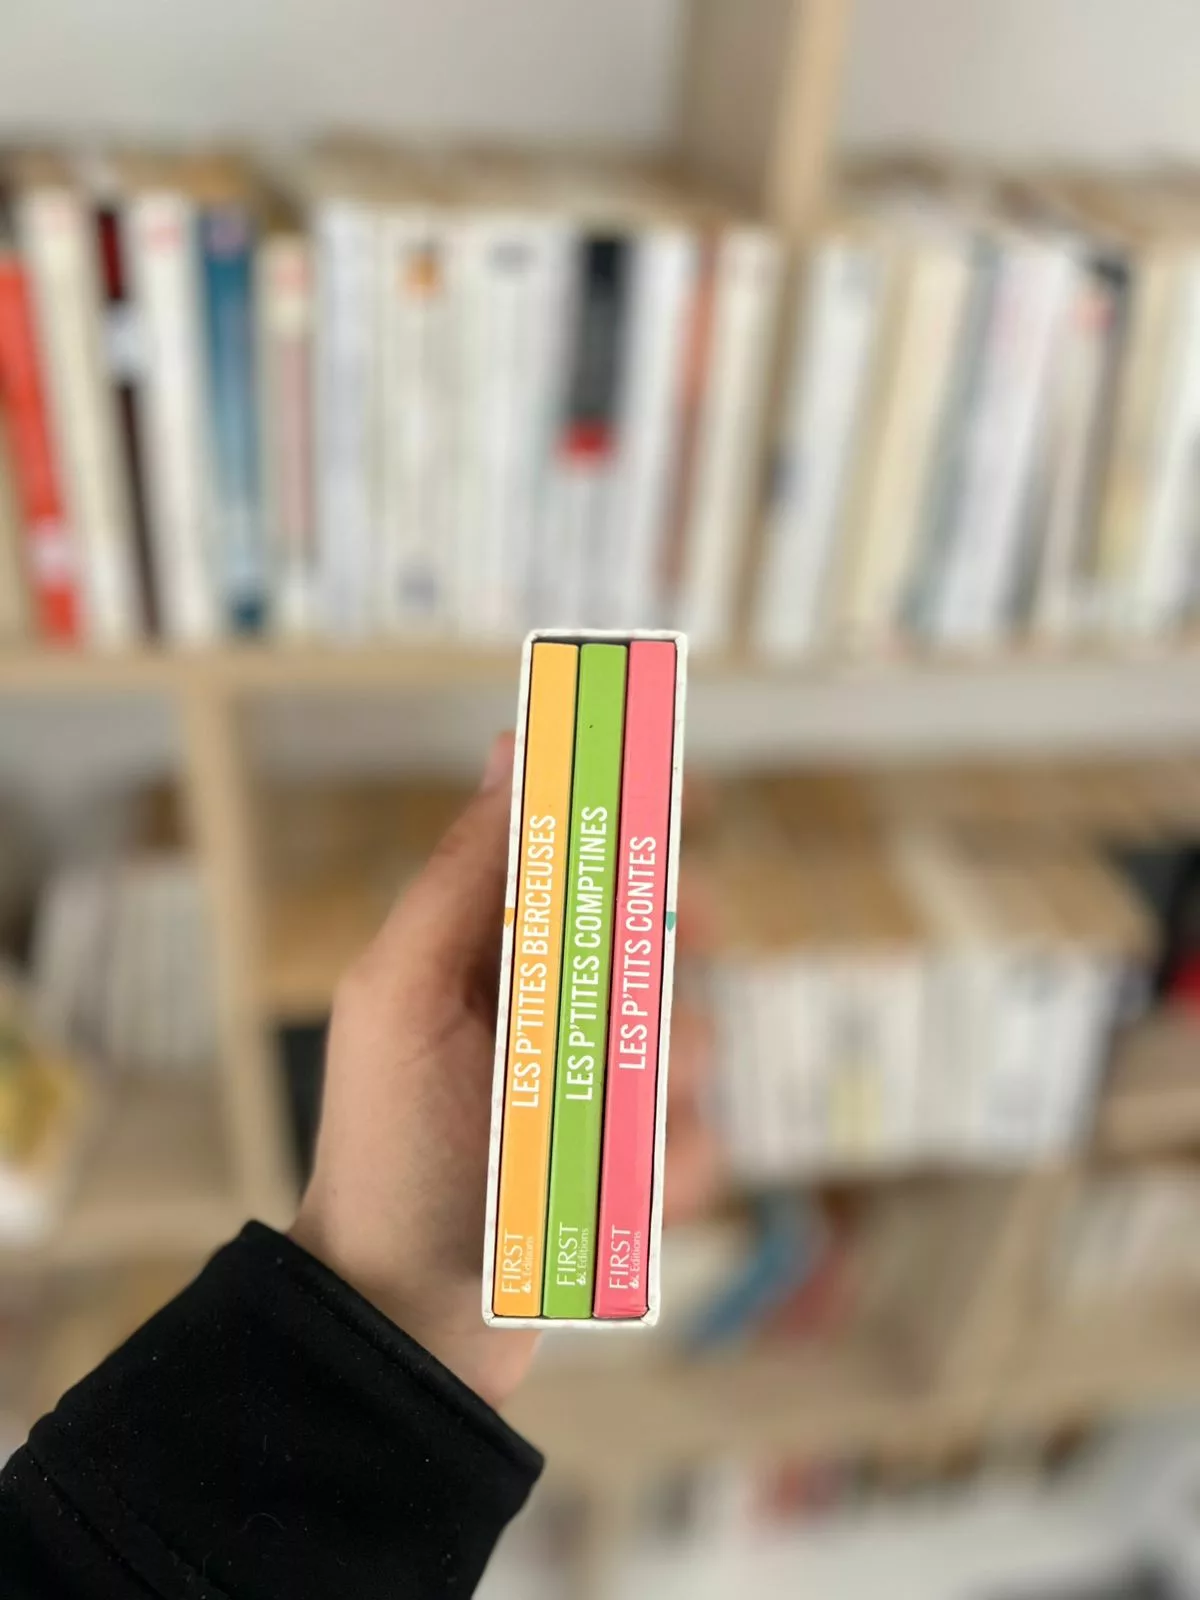 LES P'TITES BERCEUSES
FIRST
& Editions
LES P'TITES COMPTINES
FIRST
& Editions
LES P'TITS CONTES
FIRST
& Editions